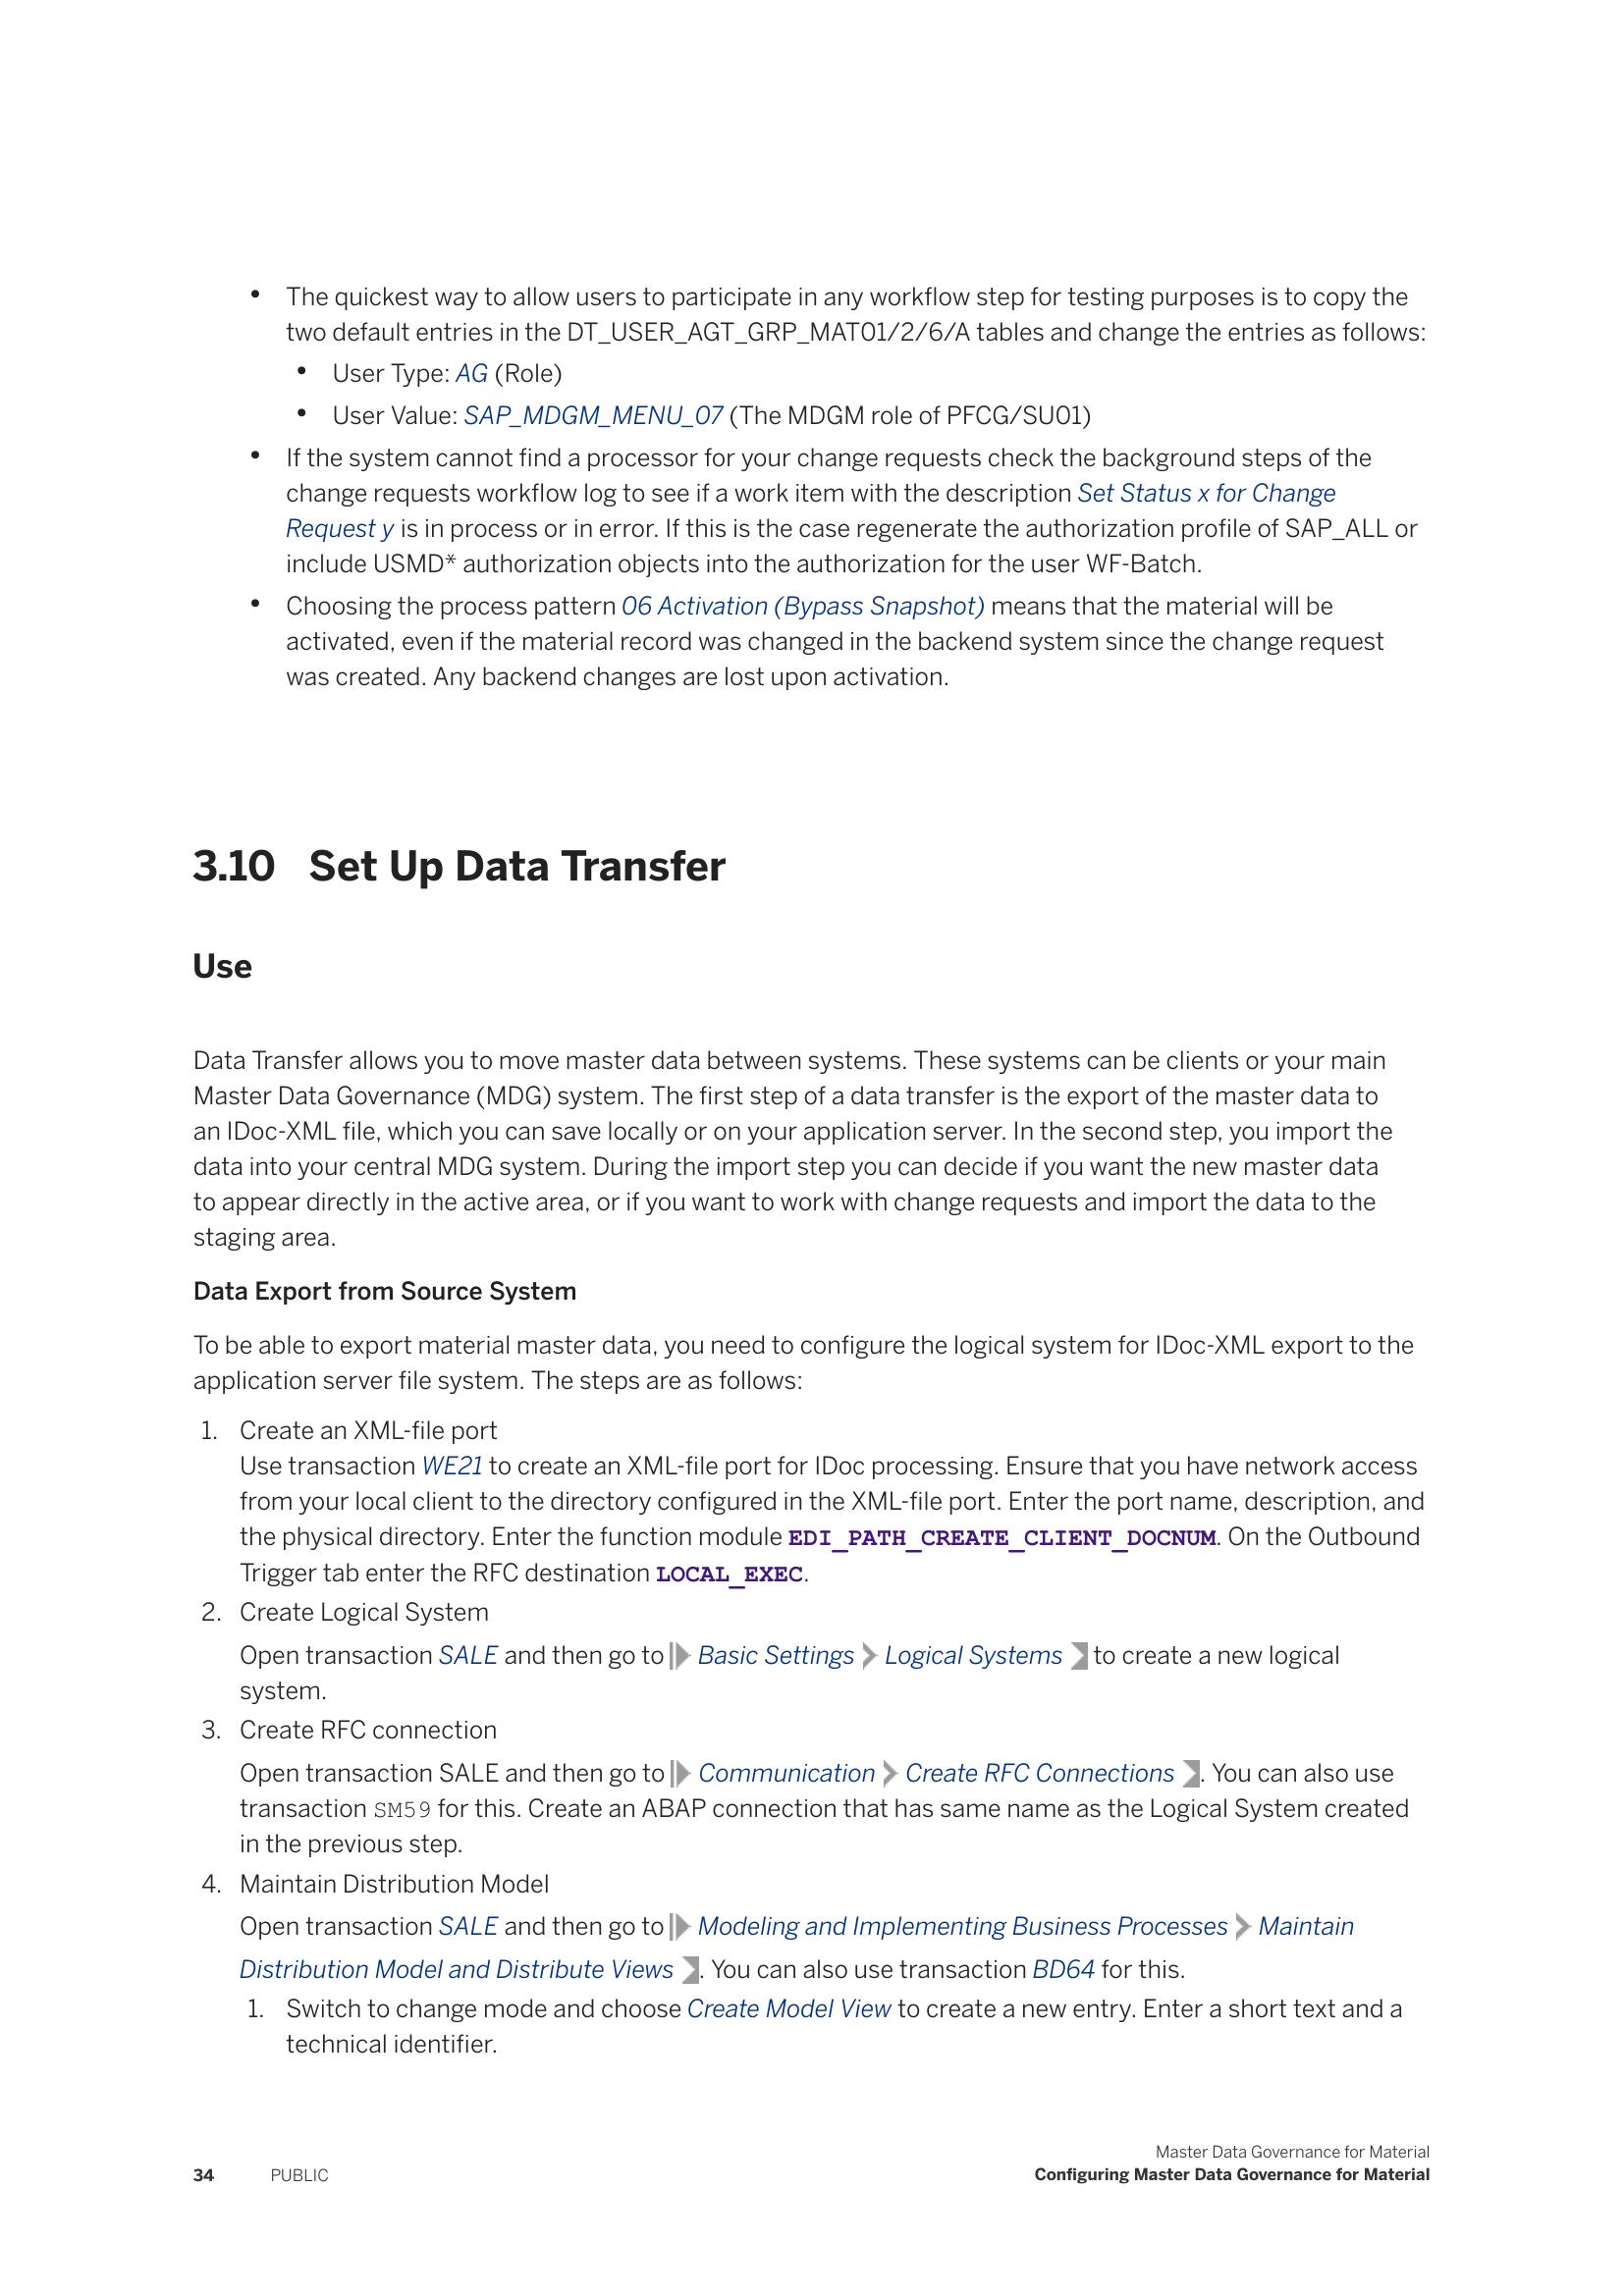 • The quickest way to allow users to participate in any workflow step for testing purposes is to copy the
two default entries in the DT_USER_AGT_GRP_MAT01/2/6/A tables and change the entries as follows:
• User Type: AG (Role)
• User Value: SAP_MDGM_MENU_07 (The MDGM role of PFCG/SU01)
• If the system cannot find a processor for your change requests check the background steps of the
change requests workflow log to see if a work item with the description Set Status x for Change
Request y is in process or in error. If this is the case regenerate the authorization profile of SAP_ALL or
include USMD* authorization objects into the authorization for the user WF-Batch.
• Choosing the process pattern 06 Activation (Bypass Snapshot) means that the material will be
activated, even if the material record was changed in the backend system since the change request
was created. Any backend changes are lost upon activation.
3.10 Set Up Data Transfer
Use
Data Transfer allows you to move master data between systems. These systems can be clients or your main
Master Data Governance (MDG) system. The first step of a data transfer is the export of the master data to
an IDoc-XML file, which you can save locally or on your application server. In the second step, you import the
data into your central MDG system. During the import step you can decide if you want the new master data
to appear directly in the active area, or if you want to work with change requests and import the data to the
staging area.
Data Export from Source System
To be able to export material master data, you need to configure the logical system for IDoc-XML export to the
application server file system. The steps are as follows:
1. Create an XML-file port
Use transaction WE21 to create an XML-file port for IDoc processing. Ensure that you have network access
from your local client to the directory configured in the XML-file port. Enter the port name, description, and
the physical directory. Enter the function module EDI_PATH_CREATE_CLIENT_DOCNUM. On the Outbound
Trigger tab enter the RFC destination LOCAL_EXEC.
2. Create Logical System
Open transaction SALE and then go to Basic Settings Logical Systems to create a new logical
system.
3. Create RFC connection
Open transaction SALE and then go to Communication Create RFC Connections . You can also use
transaction SM59 for this. Create an ABAP connection that has same name as the Logical System created
in the previous step.
4. Maintain Distribution Model
Open transaction SALE and then go to Modeling and Implementing Business Processes Maintain
Distribution Model and Distribute Views . You can also use transaction BD64 for this.
1. Switch to change mode and choose Create Model View to create a new entry. Enter a short text and a
technical identifier.
Master Data Governance for Material
34 PUBLIC Configuring Master Data Governance for Material